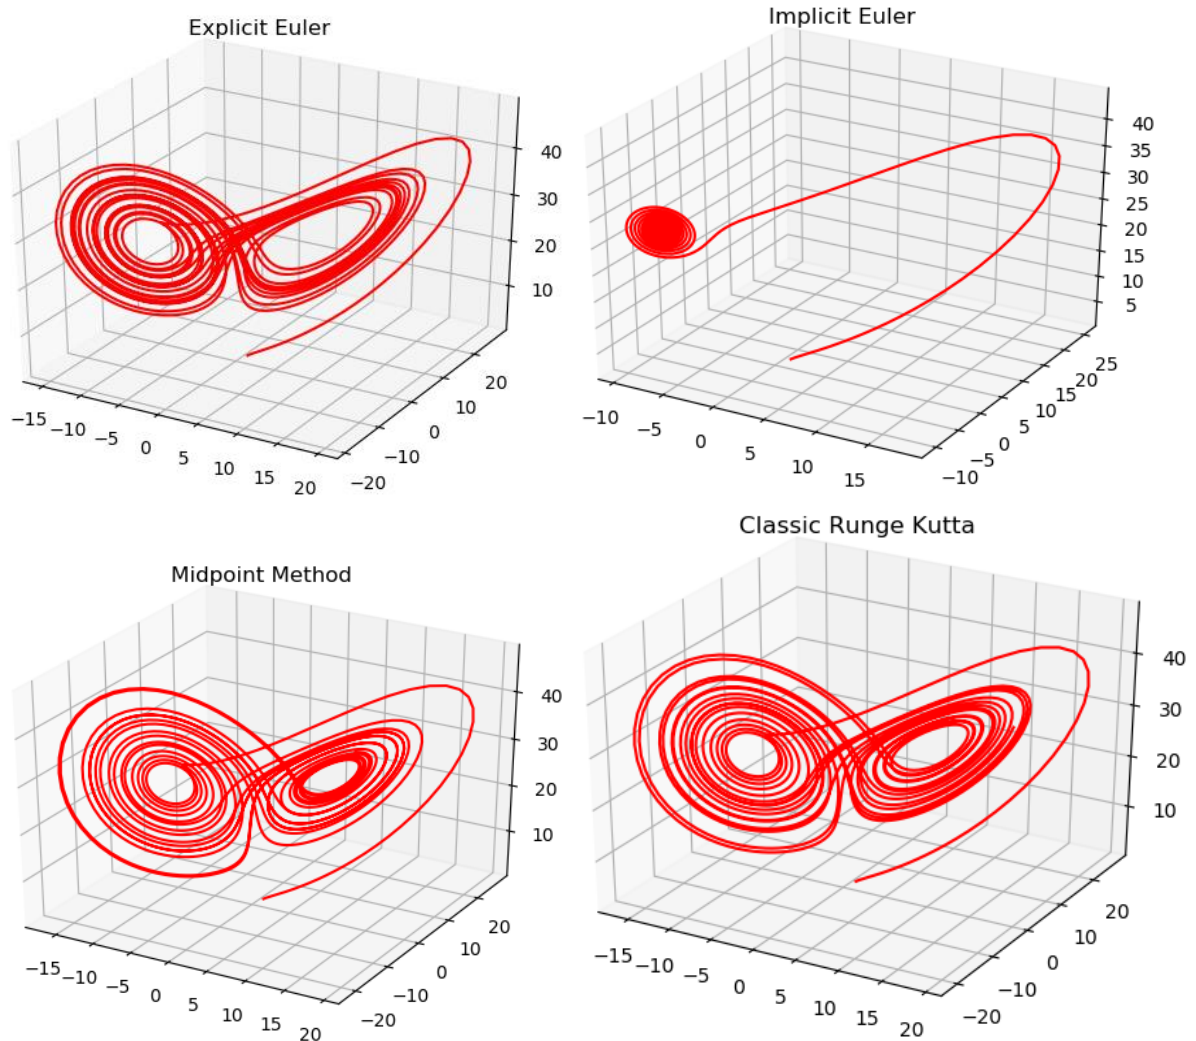 Explicit Euler
40
30
20
10
−15 −10 −5 0 5 10 15 20
−20 −10 0 10 20
Implicit Euler
40
35
30
25
20
15
10
5
−10 −5 0 5 10 15
−10 −5 0 5 10 15 20 25
Midpoint Method
40
30
20
10
−15 −10 −5 0 5 10 15 20
−20 −10 0 10 20
Classic Runge Kutta
40
30
20
10
−15 −10 −5 0 5 10 15 20
−20 −10 0 10 20